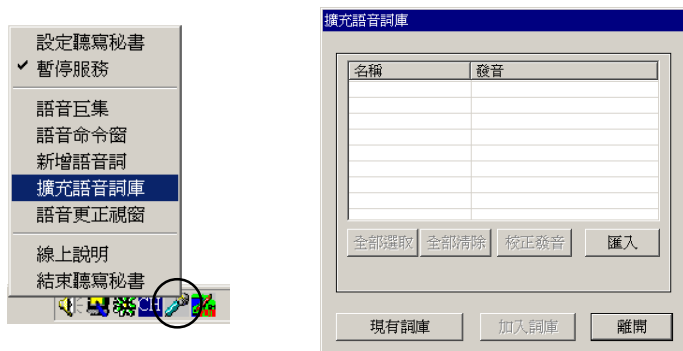 設定聽寫秘書
暫停服務
語音巨集
語音命令窗
新增語音詞
擴充語音詞庫
語音更正視窗
線上說明
結束聽寫秘書
CH
擴充語音詞庫
名稱 發音
全部選取 全部清除 校正發音 匯入
現有詞庫 加入詞庫 離開